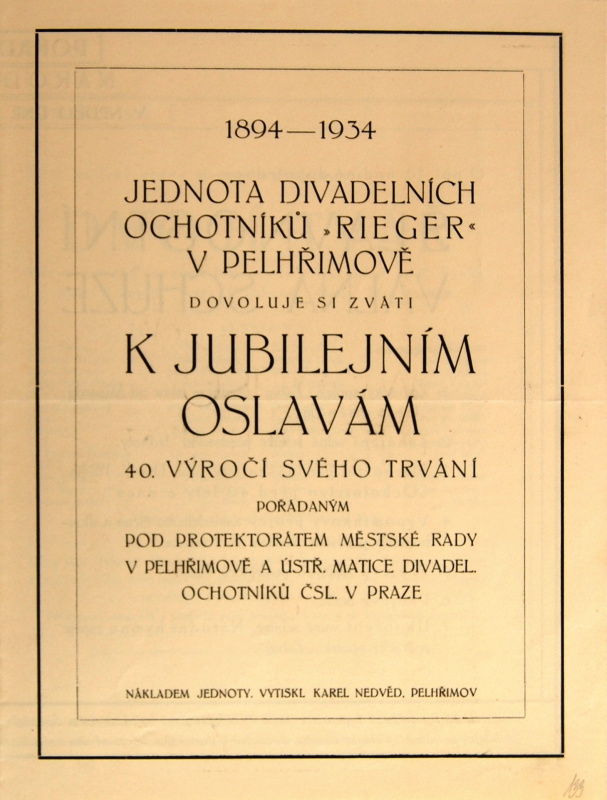 1894—1934
JEDNOTA DIVADELNÍCH
OCHOTNÍKŮ »RIEGER«
V PELHŘIMOVĚ
DOVOLUJE SI ZVÁTI
K JUBILEJNÍM
OSLAVÁM
40. VÝROČÍ SVÉHO TRVÁNÍ
POŘÁDANÝM
POD PROTEKTORÁTEM MĚSTSKÉ RADY
V PELHŘIMOVĚ A ÚSTŘ. MATICE DIVADEL.
OCHOTNÍKŮ ČSL. V PRAZE
NÁKLADEM JEDNOTY. VYTISKL KAREL NEDVĚD, PELHŘIMOV
199